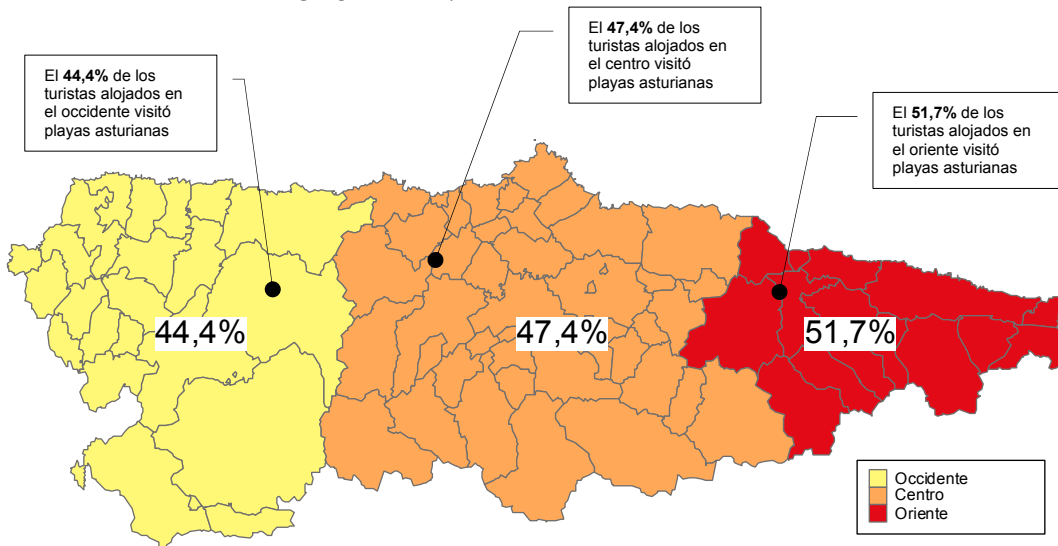 El 44,4% de los
turistas alojados en
el occidente visitó
playas asturianas
El 47,4% de los
turistas alojados en
el centro visitó
playas asturianas
El 51,7% de los
turistas alojados en
el oriente visitó
playas asturianas
44,4%
47,4%
51,7%
Occidente
Centro
Oriente